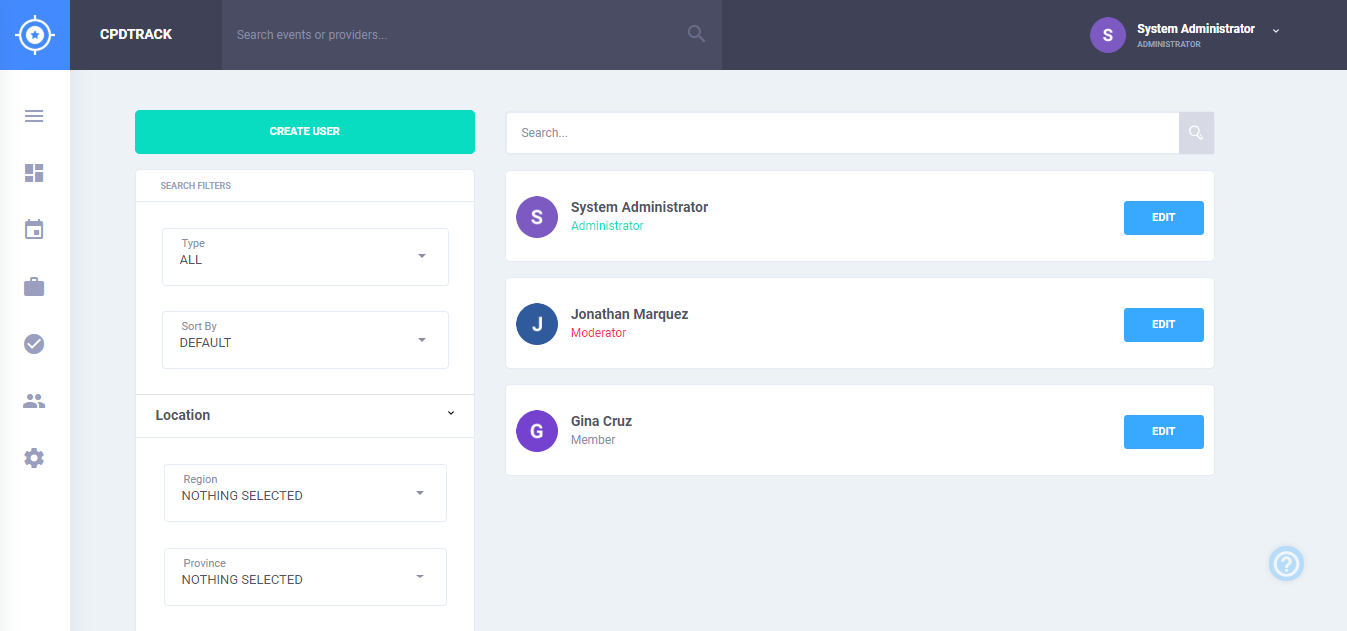 CPDTRACK
Search events or providers...
S
System Administrator
ADMINISTRATOR
CREATE USER
SEARCH FILTERS
Type
ALL
Sort By
DEFAULT
Location
Region
NOTHING SELECTED
Province
NOTHING SELECTED
Search...
S
System Administrator
Administrator
EDIT
J
Jonathan Marquez
Moderator
EDIT
G
Gina Cruz
Member
EDIT
?